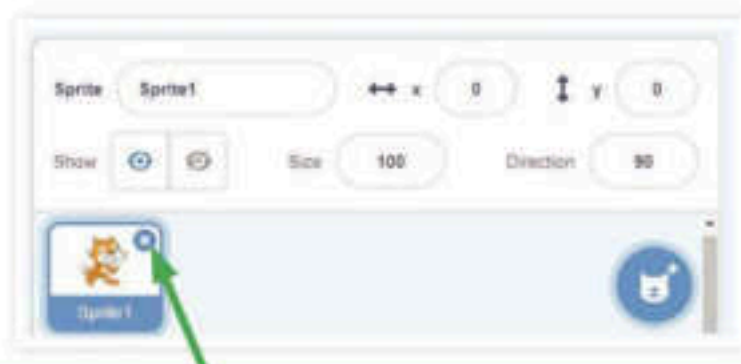 Sprite Sprite1 x 0 y 0
Show Size 100 Direction 90
Sprite1